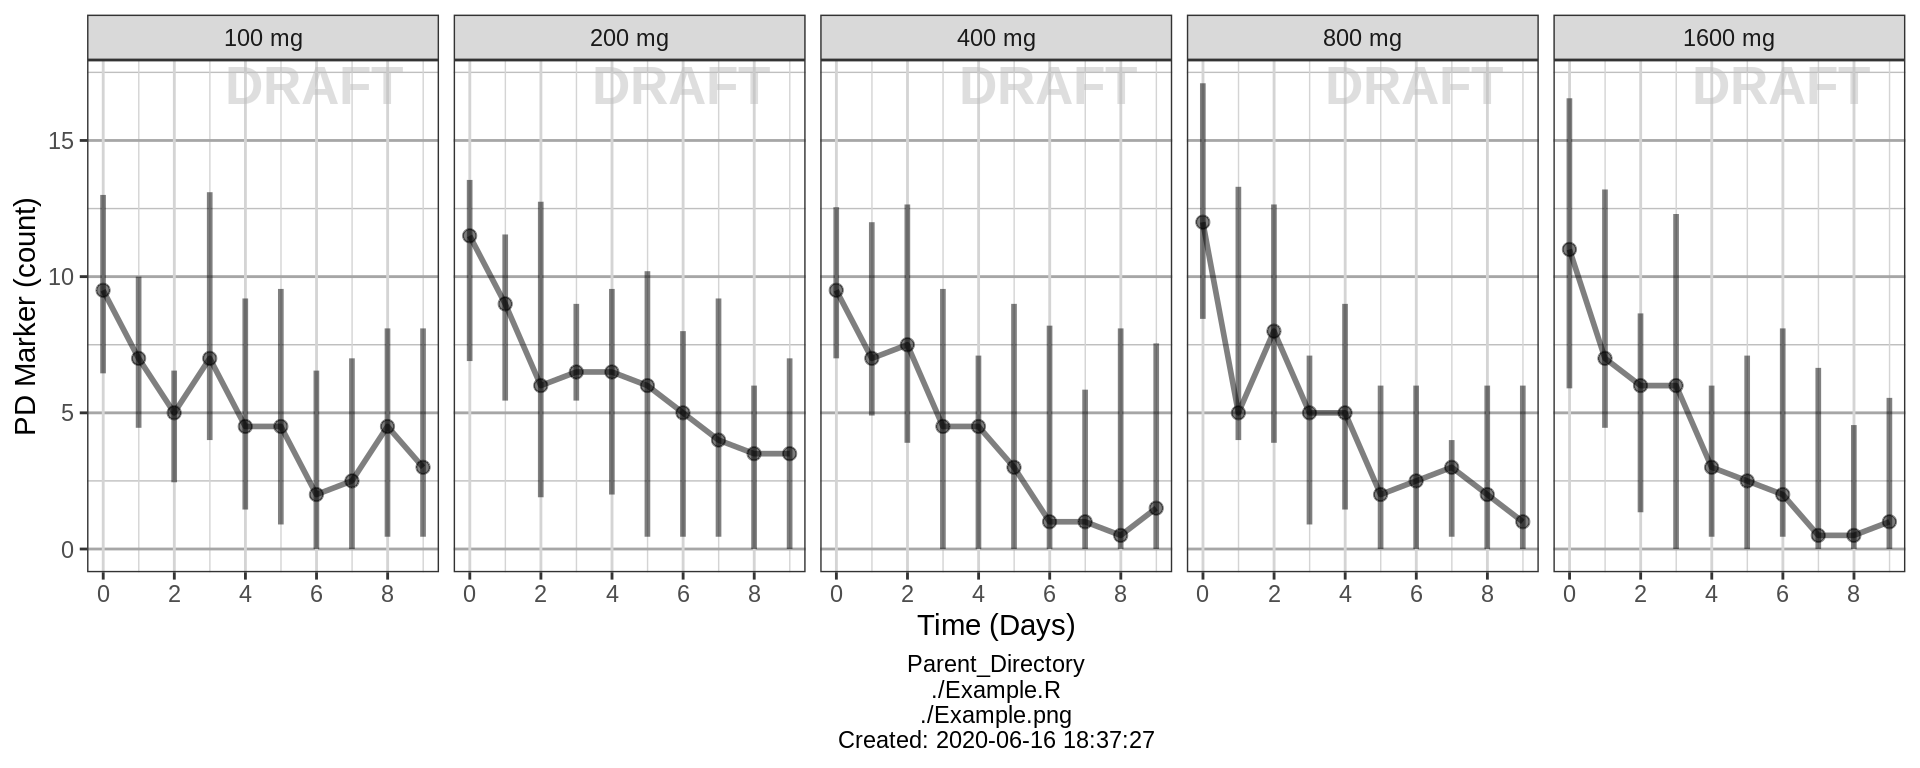 100 mg 200 mg 400 mg 800 mg 1600 mg
DRAFT DRAFT DRAFT DRAFT DRAFT
PD Marker (count)
15
10
5
0
0 2 4 6 8 0 2 4 6 8 0 2 4 6 8 0 2 4 6 8 0 2 4 6 8
Time (Days)
Parent_Directory
./Example.R
./Example.png
Created: 2020-06-16 18:37:27